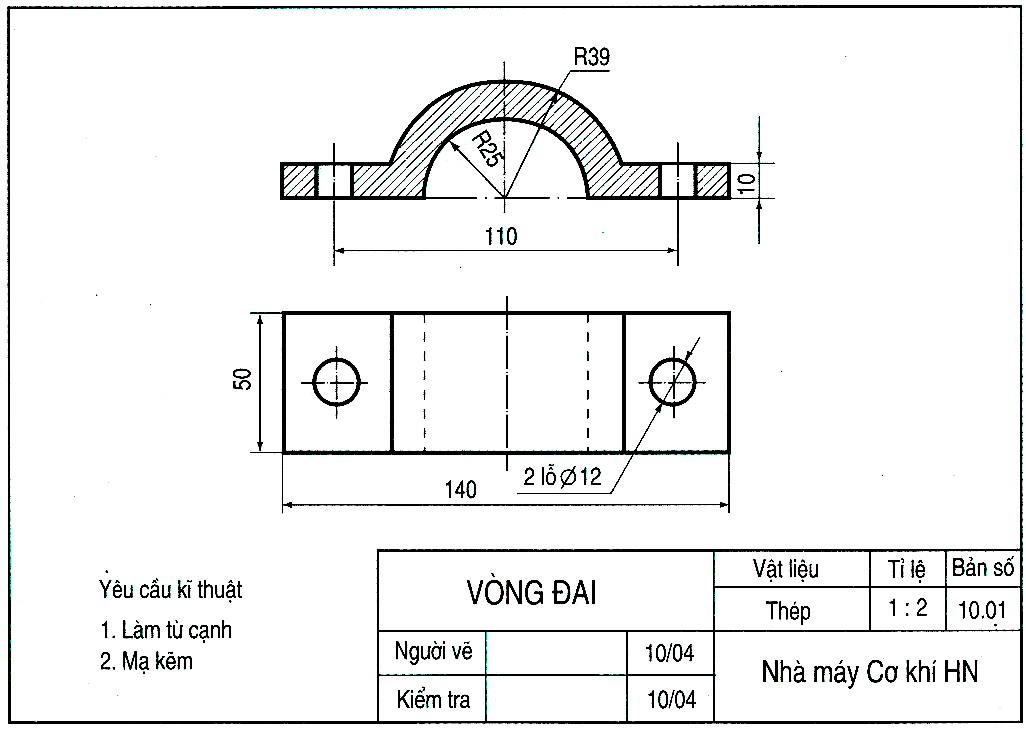 R39
R25
10
110
50
2 lỗ Ø 12
140
Yêu cầu kĩ thuật
1. Làm tù cạnh
2. Mạ kẽm
VÒNG ĐAI
Vật liệu
Tỉ lệ
Bản số
Thép
1 : 2
10.01
Người vẽ
10/04
Kiểm tra
10/04
Nhà máy Cơ khí HN